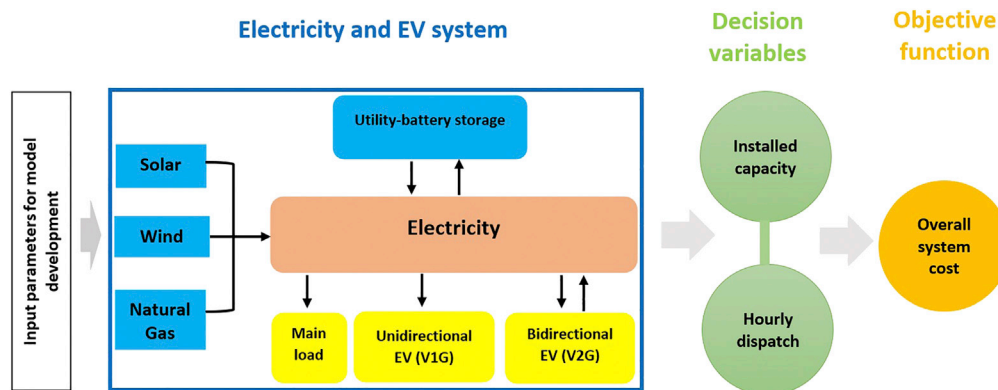 Electricity and EV system
Decision
variables
Objective
function
Input parameters for model
development
Solar
Wind
Natural
Gas
Utility-battery storage
Electricity
Main
load
Unidirectional
EV (V1G)
Bidirectional
EV (V2G)
Installed
capacity
Hourly
dispatch
Overall
system
cost